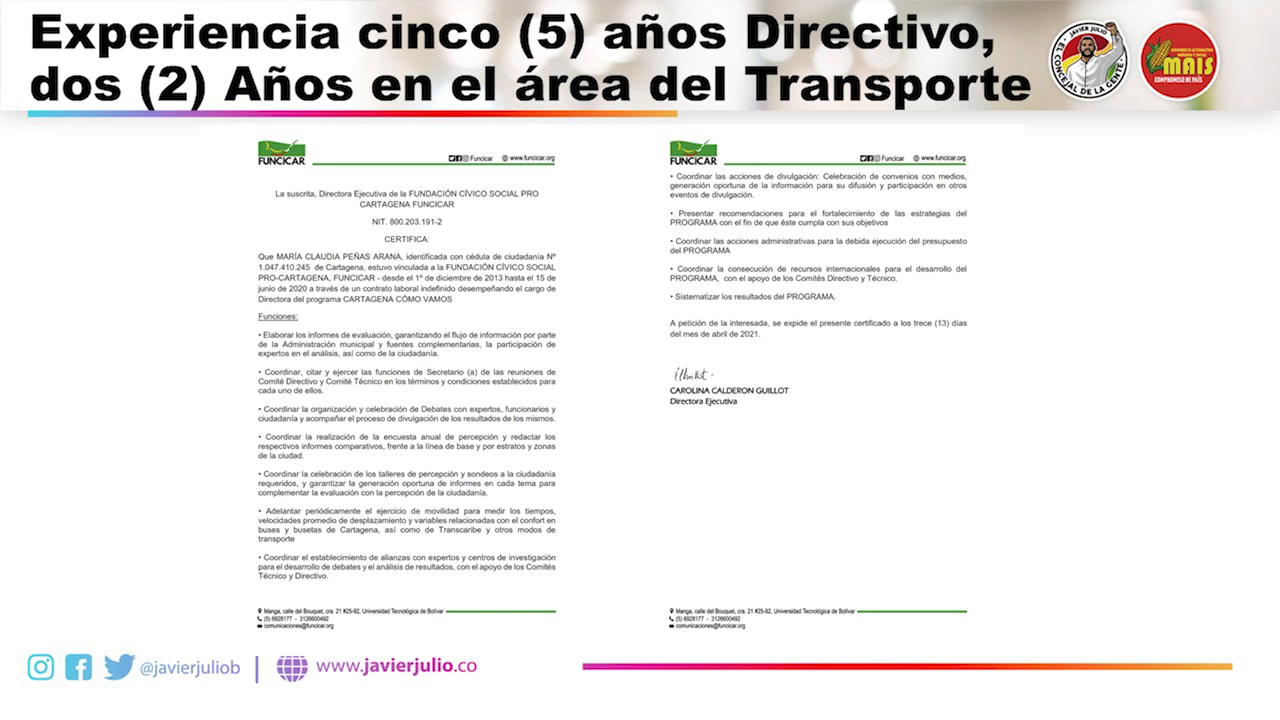 Experiencia cinco (5) años Directivo,
dos (2) Años en el área del Transporte
JAVIER JULIO
EL CONCEJAL DE LA GENTE
MOVIMIENTO ALTERNATIVO
INDÍGENA Y SOCIAL
MAIS
COMPROMISO DE PAÍS
FUNCICAR
Funcicar www.funcicar.org
La suscrita, Directora Ejecutiva de la FUNDACIÓN CÍVICO SOCIAL PRO
CARTAGENA FUNCICAR
NIT. 800.203.191-2
CERTIFICA:
Que MARÍA CLAUDIA PEÑAS ARANA, identificada con cédula de ciudadanía Nº
1.047.410.245 de Cartagena, estuvo vinculada a la FUNDACIÓN CÍVICO SOCIAL
PRO-CARTAGENA, FUNCICAR - desde el 1º de diciembre de 2013 hasta el 15 de
junio de 2020 a través de un contrato laboral indefinido desempeñando el cargo de
Directora del programa CARTAGENA CÓMO VAMOS
Funciones:
• Elaborar los informes de evaluación, garantizando el flujo de información por parte
de la Administración municipal y fuentes complementarias, la participación de
expertos en el análisis, así como de la ciudadanía.
• Coordinar, citar y ejercer las funciones de Secretario (a) de las reuniones de
Comité Directivo y Comité Técnico en los términos y condiciones establecidos para
cada uno de ellos.
• Coordinar la organización y celebración de Debates con expertos, funcionarios y
ciudadanía y acompañar el proceso de divulgación de los resultados de los mismos.
• Coordinar la realización de la encuesta anual de percepción y redactar los
respectivos informes comparativos, frente a la línea de base y por estratos y zonas
de la ciudad.
• Coordinar la celebración de los talleres de percepción y sondeos a la ciudadanía
requeridos, y garantizar la generación oportuna de informes en cada tema para
complementar la evaluación con la percepción de la ciudadanía.
• Adelantar periódicamente el ejercicio de movilidad para medir los tiempos,
velocidades promedio de desplazamiento y variables relacionadas con el confort en
buses y busetas de Cartagena, así como de Transcaribe y otros modos de
transporte
• Coordinar el establecimiento de alianzas con expertos y centros de investigación
para el desarrollo de debates y el análisis de resultados, con el apoyo de los Comités
Técnico y Directivo.
Manga, calle del Bouquet, cra. 21 #25-92, Universidad Tecnológica de Bolívar
(5) 6928177 - 3126600492
comunicaciones@funcicar.org
FUNCICAR
Funcicar www.funcicar.org
• Coordinar las acciones de divulgación: Celebración de convenios con medios,
generación oportuna de la información para su difusión y participación en otros
eventos de divulgación.
• Presentar recomendaciones para el fortalecimiento de las estrategias del
PROGRAMA con el fin de que éste cumpla con sus objetivos
• Coordinar las acciones administrativas para la debida ejecución del presupuesto
del PROGRAMA
• Coordinar la consecución de recursos internacionales para el desarrollo del
PROGRAMA, con el apoyo de los Comités Directivo y Técnico.
• Sistematizar los resultados del PROGRAMA.
A petición de la interesada, se expide el presente certificado a los trece (13) días
del mes de abril de 2021.
CAROLINA CALDERON GUILLOT
Directora Ejecutiva
Manga, calle del Bouquet, cra. 21 #25-92, Universidad Tecnológica de Bolívar
(5) 6928177 - 3126600492
comunicaciones@funcicar.org
@javierjuliob | www.javierjulio.co